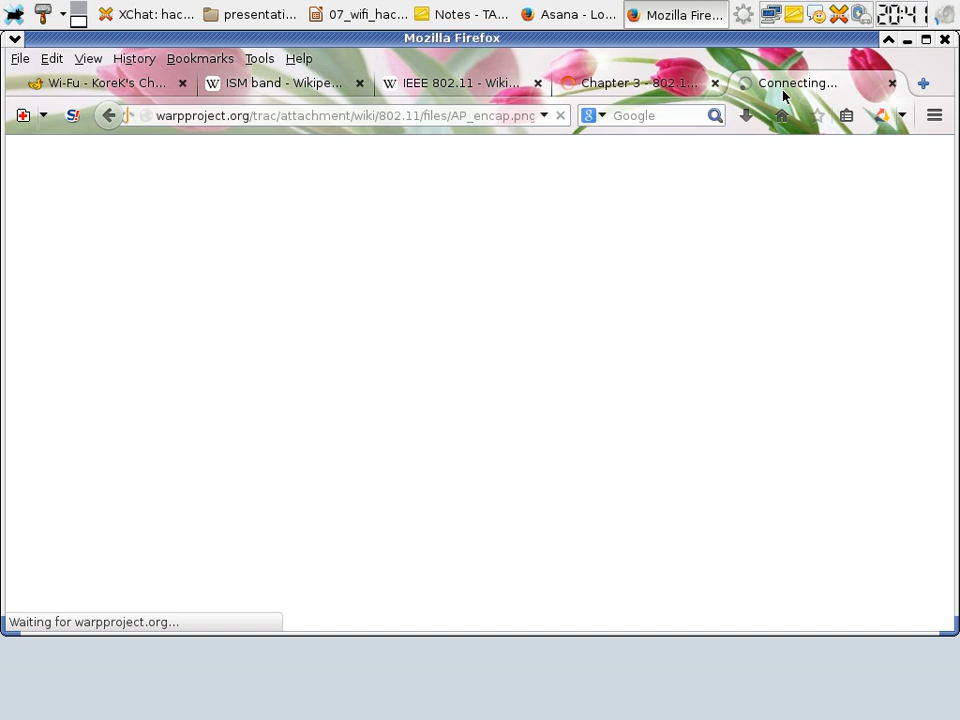 XChat: hac... presentati... 07_wifi_hac... Notes - TA... Asana - Lo... Mozilla Fire... 20:41
Mozilla Firefox
File Edit View History Bookmarks Tools Help
Wi-Fu - KoreK's Ch... ISM band - Wikipe... IEEE 802.11 - Wiki... Chapter 3 - 802.1... Connecting...
warpproject.org/trac/attachment/wiki/802.11/files/AP_encap.png Google
Waiting for warpproject.org...